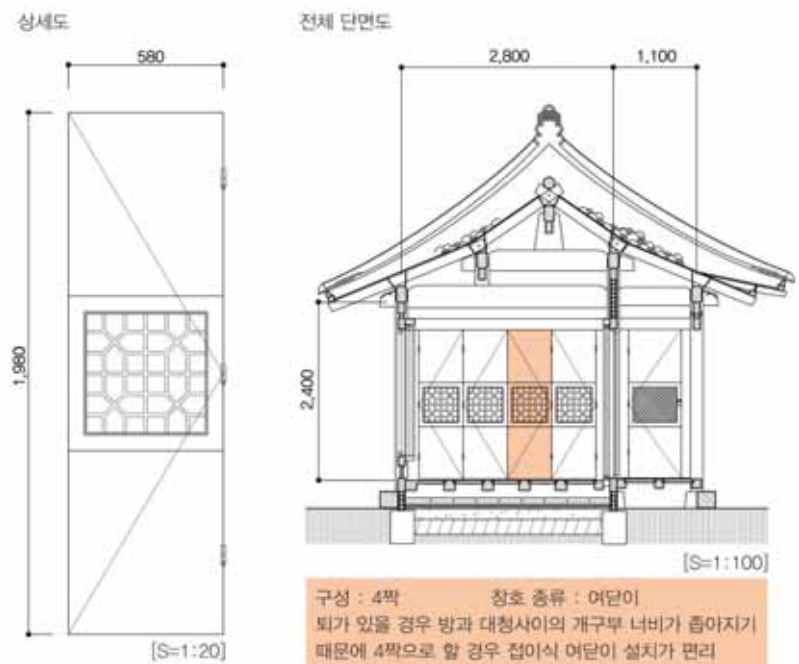 상세도
전체 단면도
580
2,800
1,100
1,980
2,400
[S=1:20]
[S=1:100]
구성 : 4짝 창호 종류 : 여닫이
퇴가 있을 경우 방과 대청사이의 개구부 너비가 좁아지기
때문에 4짝으로 할 경우 접이식 여닫이 설치가 편리